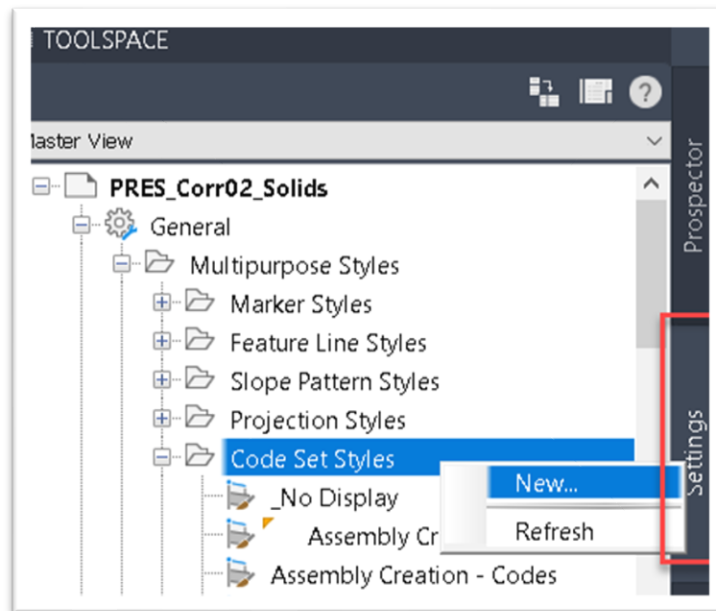 TOOLSPACE
?
Master View
PRES_Corr02_Solids
General
Multipurpose Styles
Marker Styles
Feature Line Styles
Slope Pattern Styles
Projection Styles
Code Set Styles
New...
_No Display
Refresh
Assembly Cr
Assembly Creation - Codes
Prospector
Settings